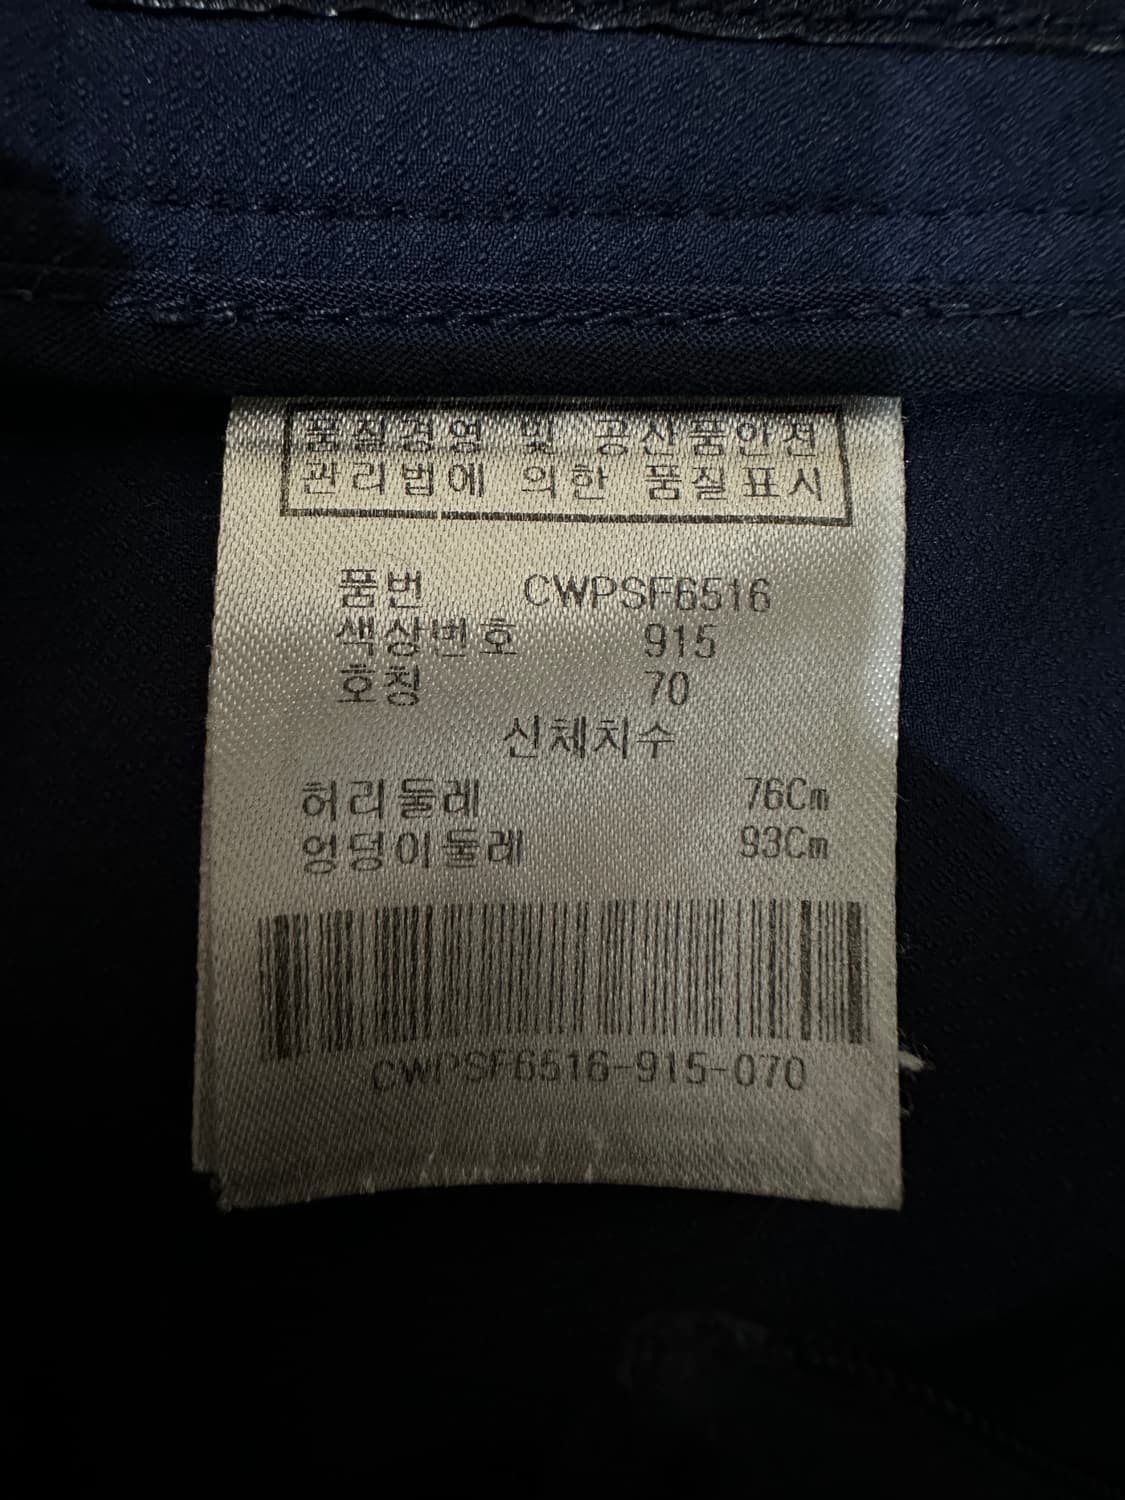 품질경영 및 공산품안전
관리법에 의한 품질표시
품번 CWPSF6516
색상번호 915
호칭 70
신체치수
허리둘레 76Cm
엉덩이둘레 93Cm
CWPSF6516-915-070